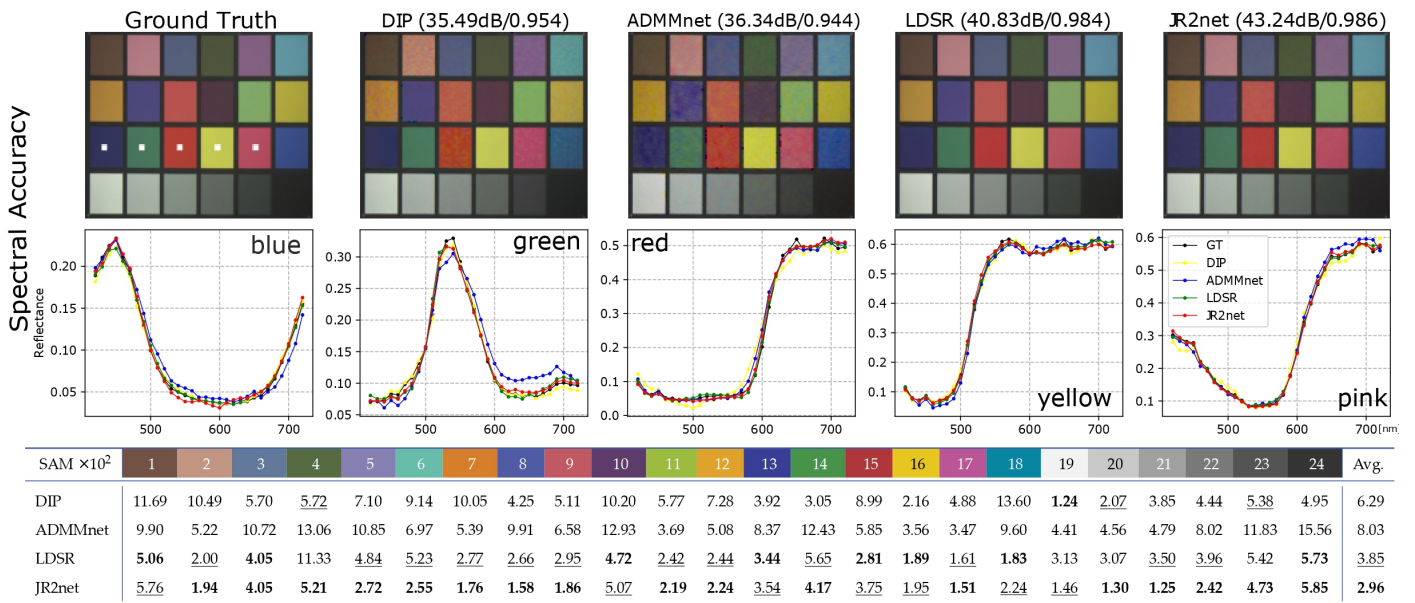 Ground Truth
DIP (35.49dB/0.954)
ADMMnet (36.34dB/0.944)
LDSR (40.83dB/0.984)
JR2net (43.24dB/0.986)
Spectral Accuracy
Reflectance
blue
0.20
0.15
0.10
0.05
500 600 700
green
0.30
0.25
0.20
0.15
0.10
0.05
500 600 700
red
0.5
0.4
0.3
0.2
0.1
0.0
500 600 700
yellow
0.6
0.5
0.4
0.3
0.2
0.1
500 600 700
pink
0.6
0.5
0.4
0.3
0.2
0.1
GT
DIP
ADMMnet
LDSR
JR2net
500 600 700 [nm]
SAM ×10² 1 2 3 4 5 6 7 8 9 10 11 12 13 14 15 16 17 18 19 20 21 22 23 24 Avg.
DIP 11.69 10.49 5.70 5.72 7.10 9.14 10.05 4.25 5.11 10.20 5.77 7.28 3.92 3.05 8.99 2.16 4.88 13.60 1.24 2.07 3.85 4.44 5.38 4.95 6.29
ADMMnet 9.90 5.22 10.72 13.06 10.85 6.97 5.39 9.91 6.58 12.93 3.69 5.08 8.37 12.43 5.85 3.56 3.47 9.60 4.41 4.56 4.79 8.02 11.83 15.56 8.03
LDSR 5.06 2.00 4.05 11.33 4.84 5.23 2.77 2.66 2.95 4.72 2.42 2.44 3.44 5.65 2.81 1.89 1.61 1.83 3.13 3.07 3.50 3.96 5.42 5.73 3.85
JR2net 5.76 1.94 4.05 5.21 2.72 2.55 1.76 1.58 1.86 5.07 2.19 2.24 3.54 4.17 3.75 1.95 1.51 2.24 1.46 1.30 1.25 2.42 4.73 5.85 2.96